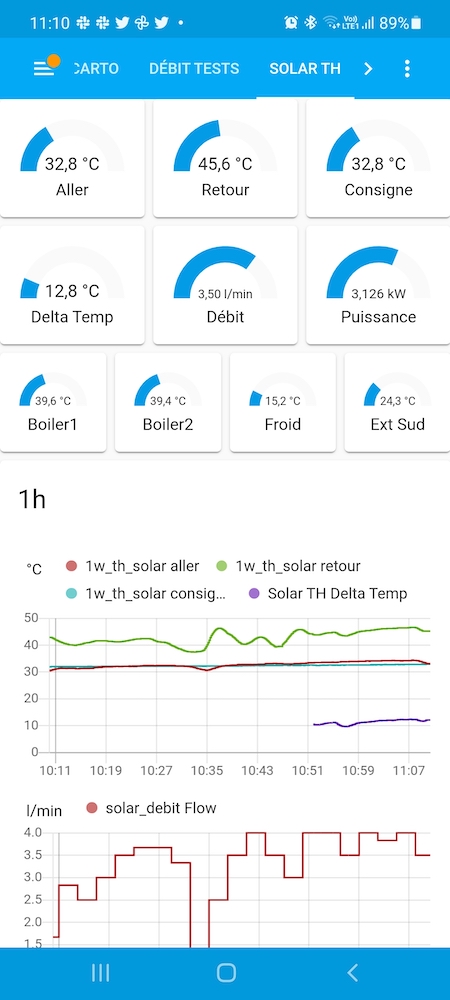 11:10 Vo)) LTE1 89%
CARTO DÉBIT TESTS SOLAR TH
32,8 °C 45,6 °C 32,8 °C
Aller Retour Consigne
12,8 °C 3,50 l/min 3,126 kW
Delta Temp Débit Puissance
39,6 °C 39,4 °C 15,2 °C 24,3 °C
Boiler1 Boiler2 Froid Ext Sud
1h
°C 1w_th_solar aller 1w_th_solar retour
1w_th_solar consig... Solar TH Delta Temp
50
40
30
20
10
0
10:11 10:19 10:27 10:35 10:43 10:51 10:59 11:07
l/min solar_debit Flow
4.0
3.5
3.0
2.5
2.0
1.5